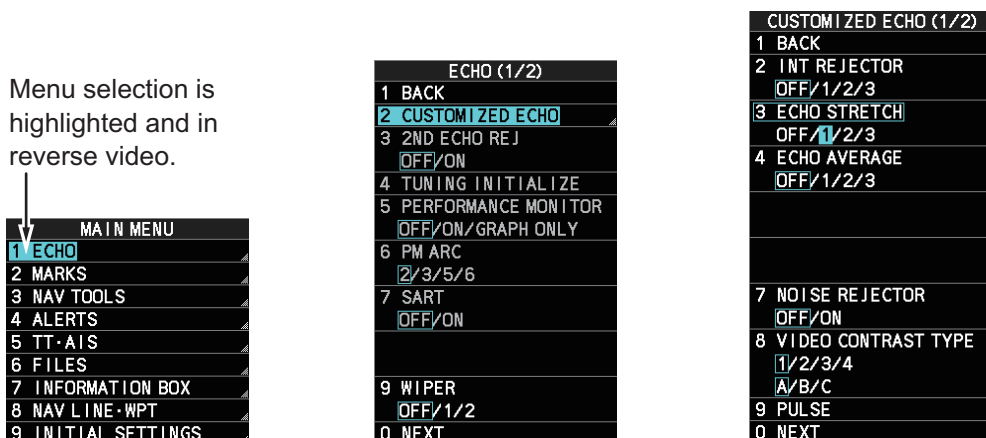 Menu selection is
highlighted and in
reverse video.
MAIN MENU
1 ECHO
2 MARKS
3 NAV TOOLS
4 ALERTS
5 TT·AIS
6 FILES
7 INFORMATION BOX
8 NAV LINE·WPT
9 INITIAL SETTINGS
ECHO (1/2)
1 BACK
2 CUSTOMIZED ECHO
3 2ND ECHO REJ
OFF/ON
4 TUNING INITIALIZE
5 PERFORMANCE MONITOR
OFF/ON/GRAPH ONLY
6 PM ARC
2/3/5/6
7 SART
OFF/ON
9 WIPER
OFF/1/2
0 NEXT
CUSTOMIZED ECHO (1/2)
1 BACK
2 INT REJECTOR
OFF/1/2/3
3 ECHO STRETCH
OFF/1/2/3
4 ECHO AVERAGE
OFF/1/2/3
7 NOISE REJECTOR
OFF/ON
8 VIDEO CONTRAST TYPE
1/2/3/4
A/B/C
9 PULSE
0 NEXT